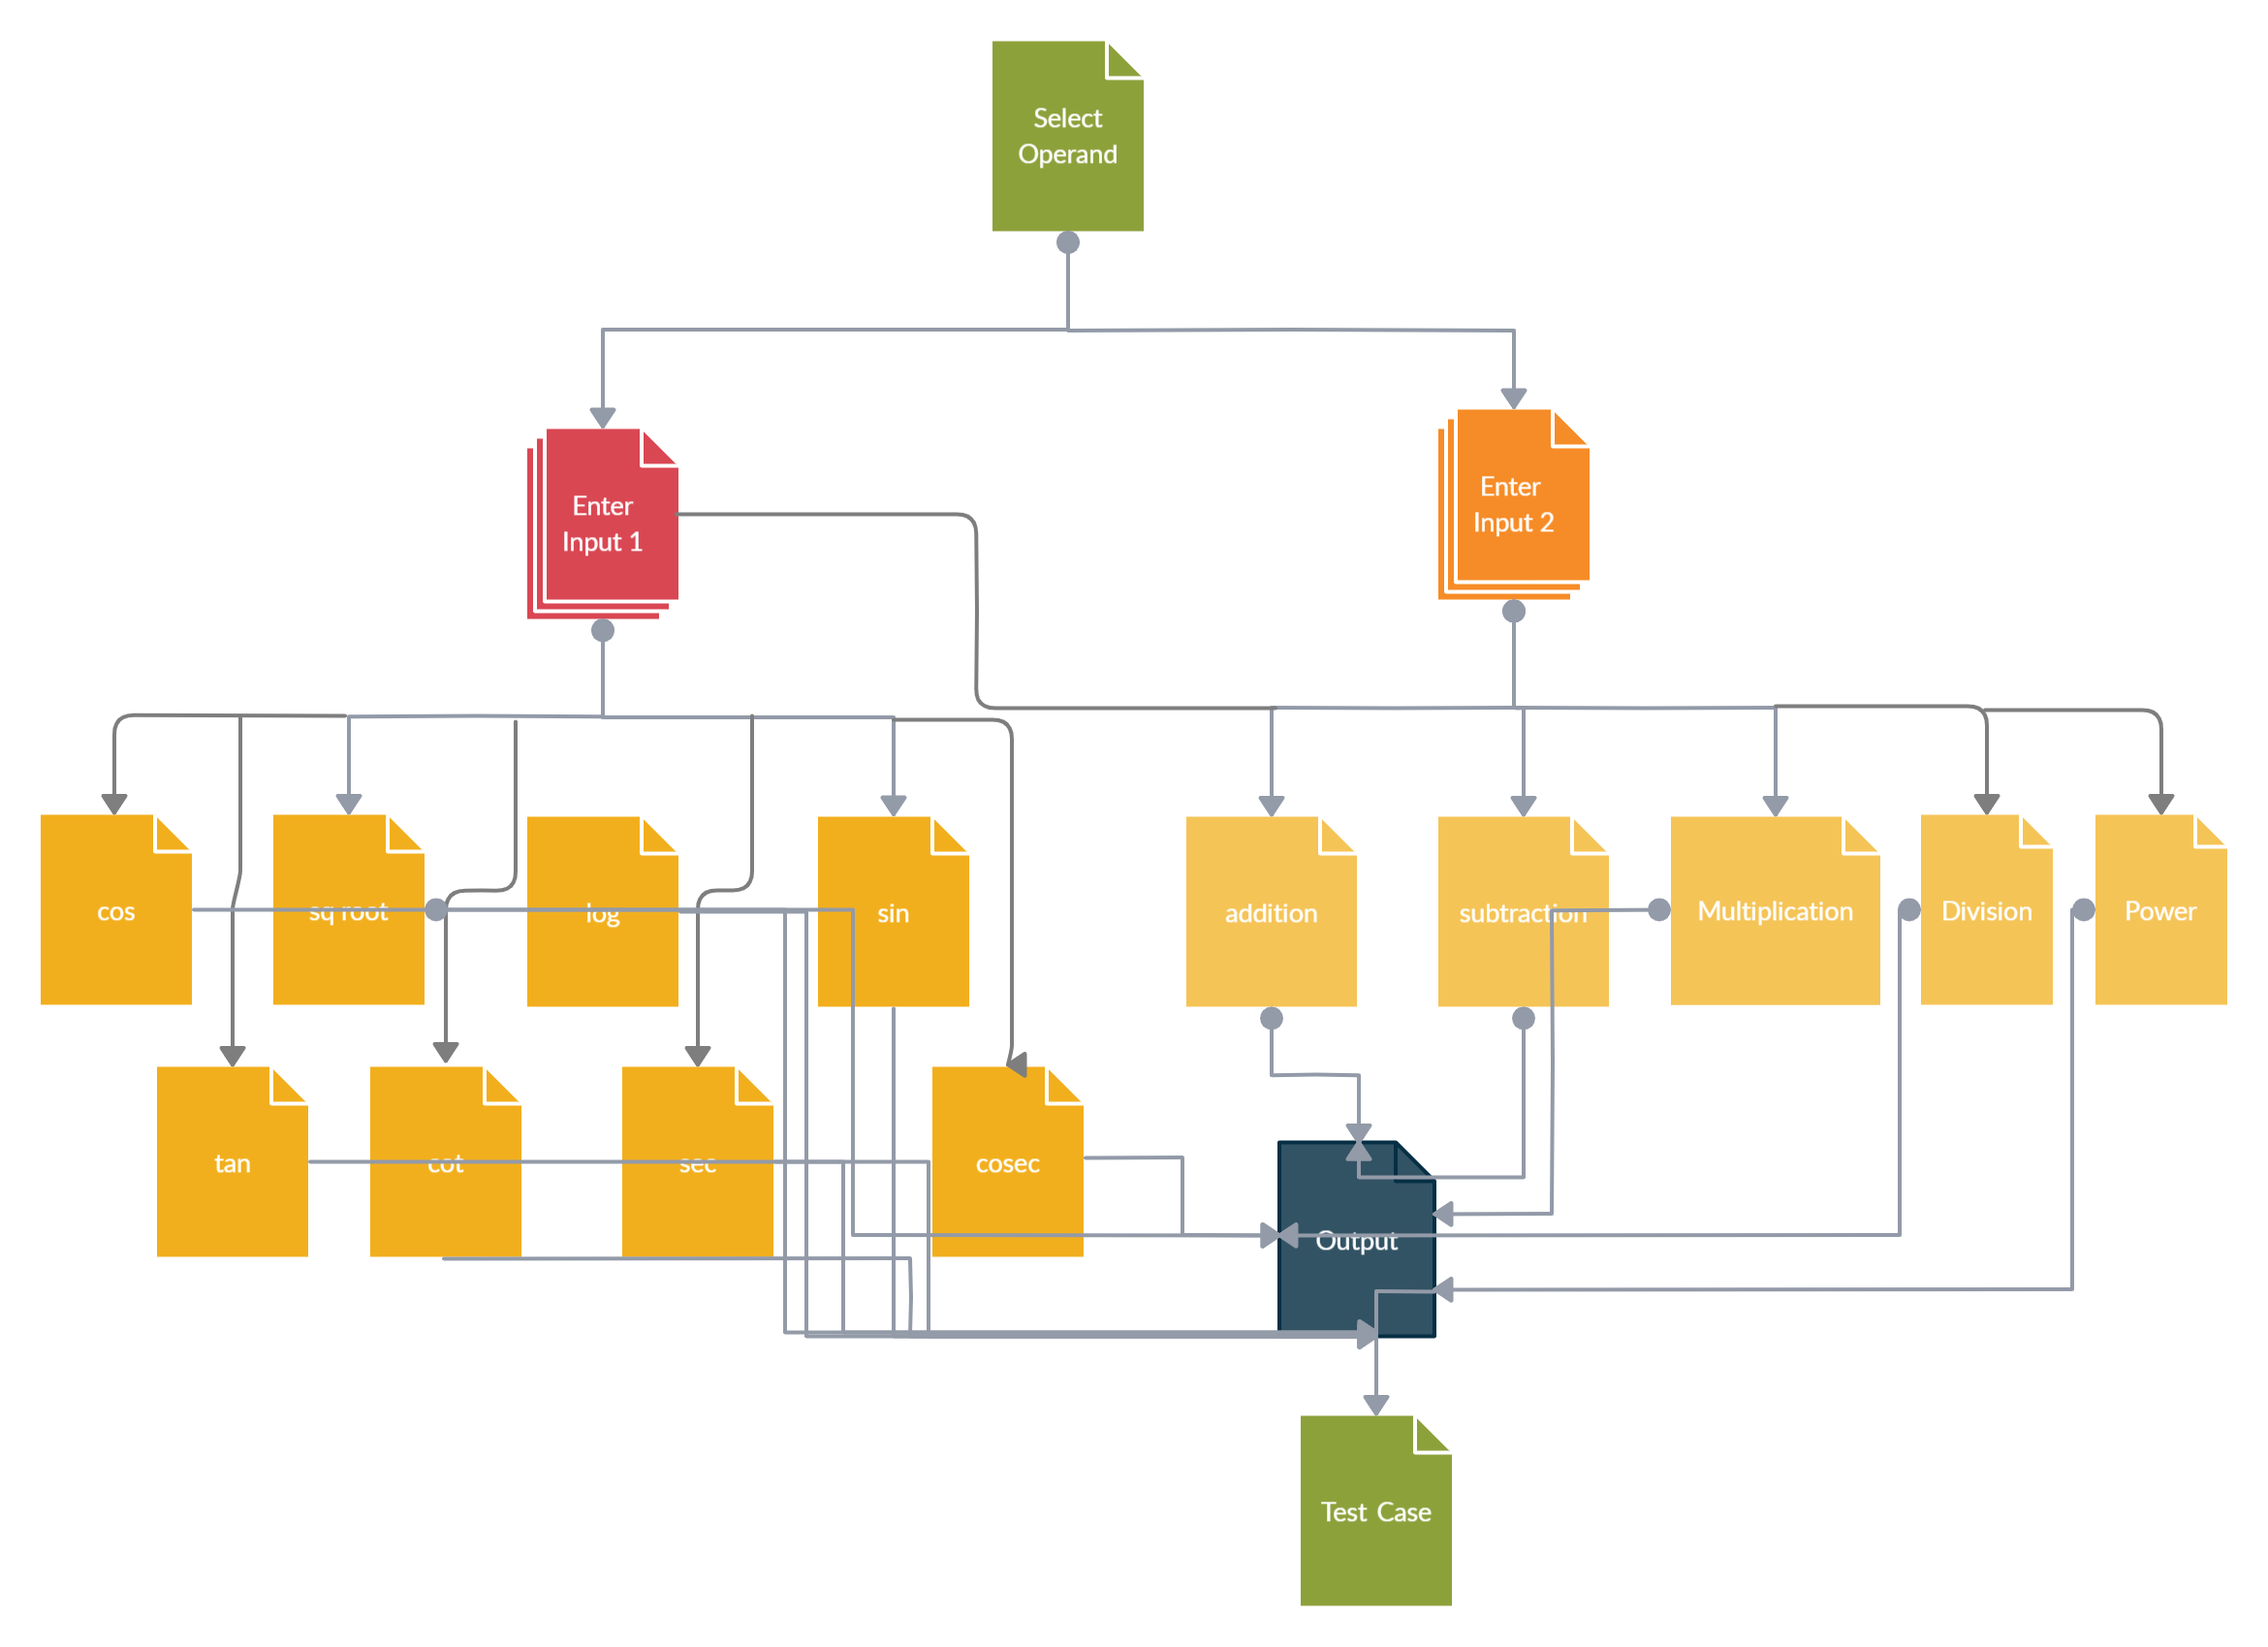 Select
Operand
Enter
Input 1
Enter
Input 2
cos
sq root
log
sin
addition
subtraction
Multiplication
Division
Power
tan
cot
sec
cosec
Output
Test Case